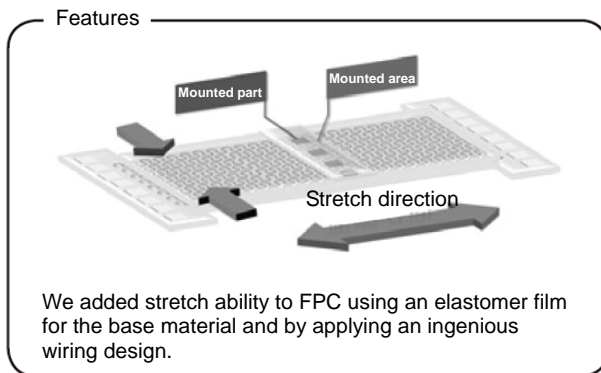 Features
Mounted area
Mounted part
Stretch direction
We added stretch ability to FPC using an elastomer film
for the base material and by applying an ingenious
wiring design.